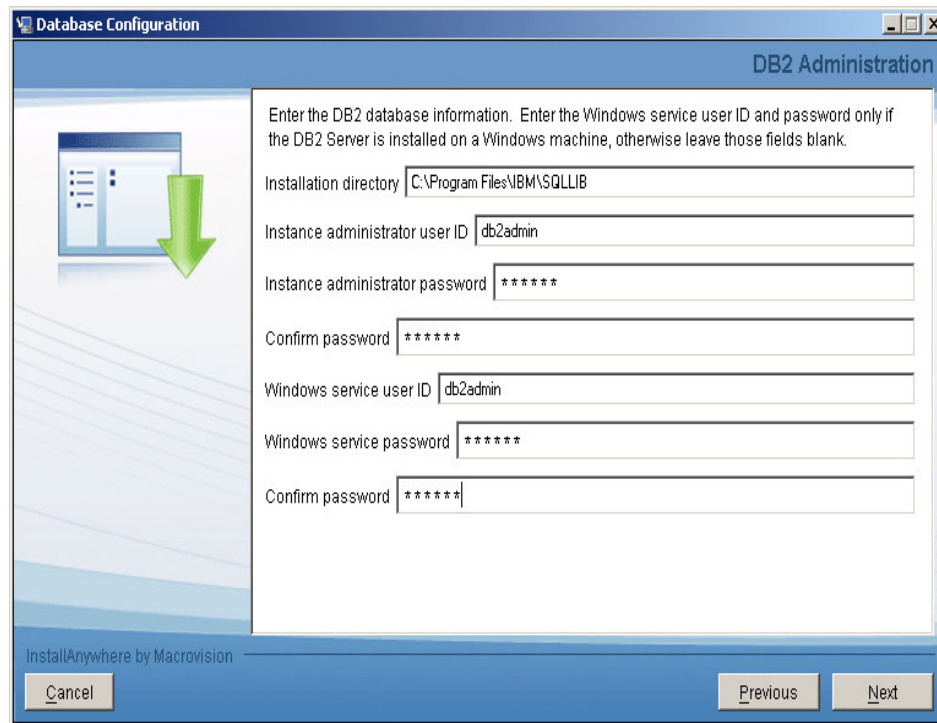 Database Configuration
DB2 Administration
Enter the DB2 database information. Enter the Windows service user ID and password only if
the DB2 Server is installed on a Windows machine, otherwise leave those fields blank.
Installation directory C:\Program Files\IBM\SQLLIB
Instance administrator user ID db2admin
Instance administrator password ******
Confirm password ******
Windows service user ID db2admin
Windows service password ******
Confirm password ******
InstallAnywhere by Macrovision
Cancel Previous Next